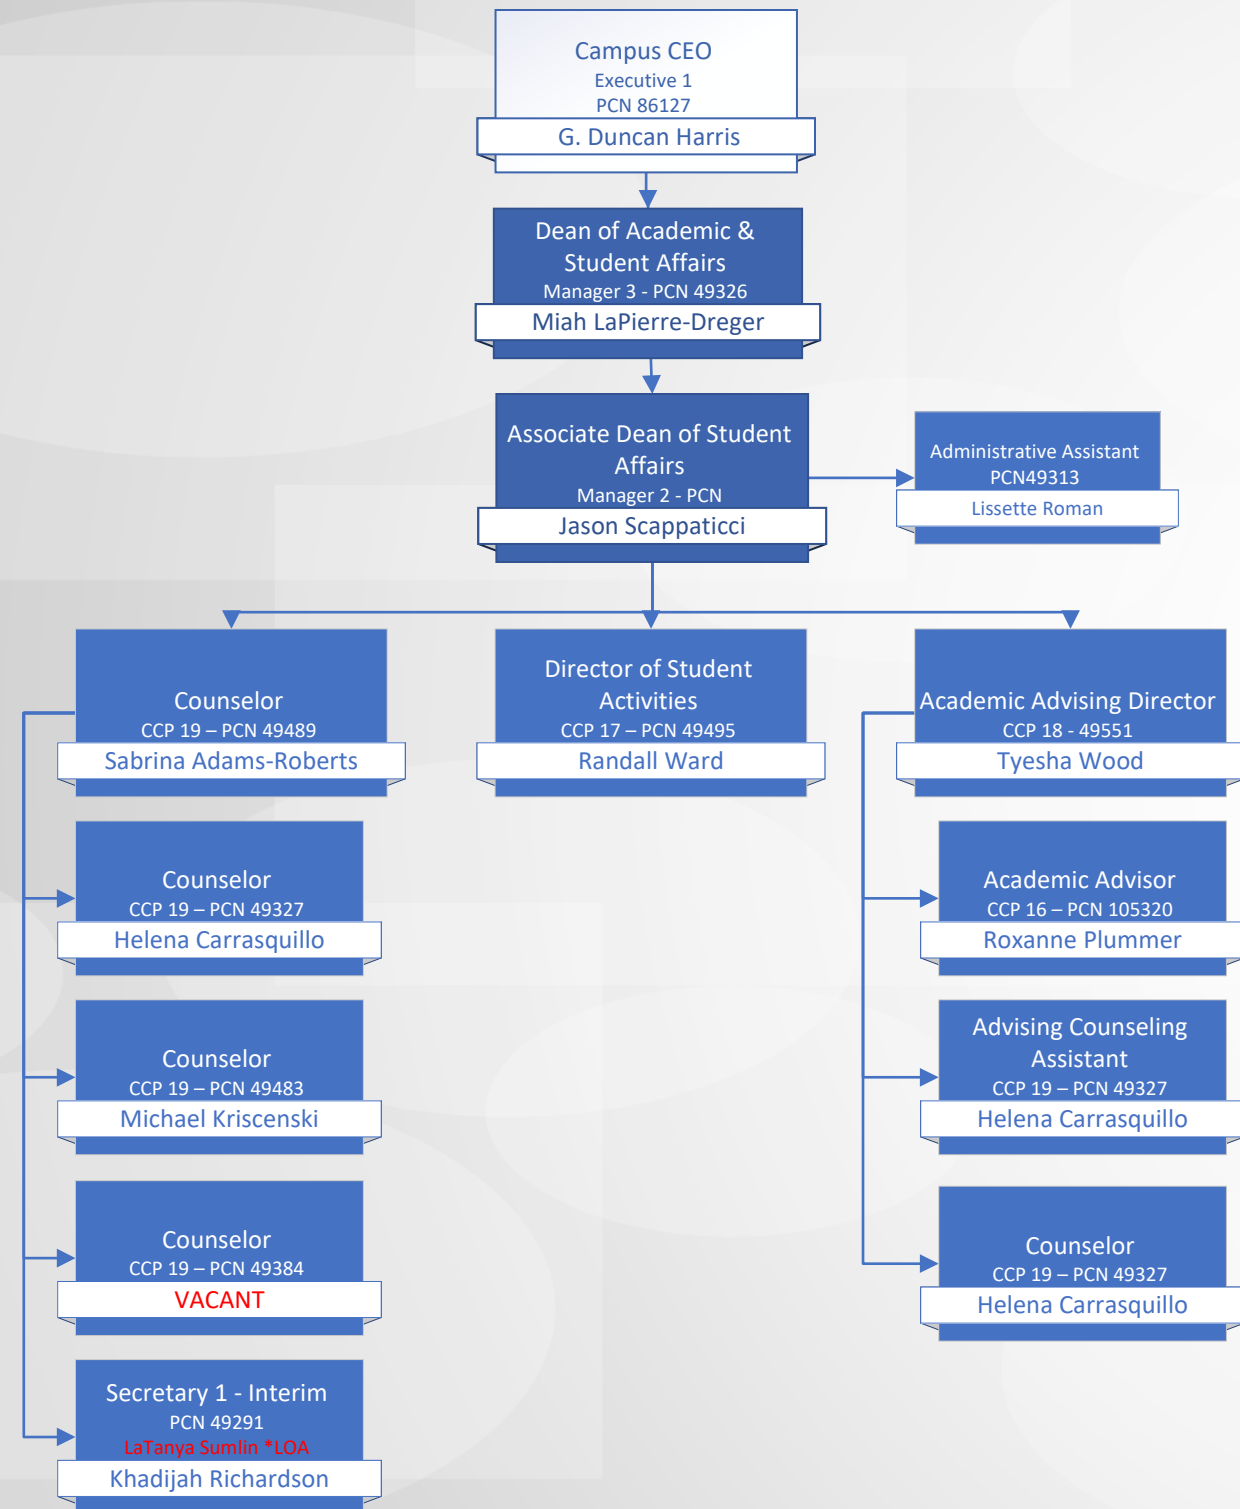 Campus CEO
Executive 1
PCN 86127
G. Duncan Harris
Dean of Academic &
Student Affairs
Manager 3 - PCN 49326
Miah LaPierre-Dreger
Associate Dean of Student
Affairs
Manager 2 - PCN
Jason Scappaticci
Administrative Assistant
PCN49313
Lissette Roman
Counselor
CCP 19 – PCN 49489
Sabrina Adams-Roberts
Director of Student
Activities
CCP 17 – PCN 49495
Randall Ward
Academic Advising Director
CCP 18 - 49551
Tyesha Wood
Counselor
CCP 19 – PCN 49327
Helena Carrasquillo
Academic Advisor
CCP 16 – PCN 105320
Roxanne Plummer
Counselor
CCP 19 – PCN 49483
Michael Kriscenski
Advising Counseling
Assistant
CCP 19 – PCN 49327
Helena Carrasquillo
Counselor
CCP 19 – PCN 49384
VACANT
Counselor
CCP 19 – PCN 49327
Helena Carrasquillo
Secretary 1 - Interim
PCN 49291
LaTanya Sumlin *LOA
Khadijah Richardson